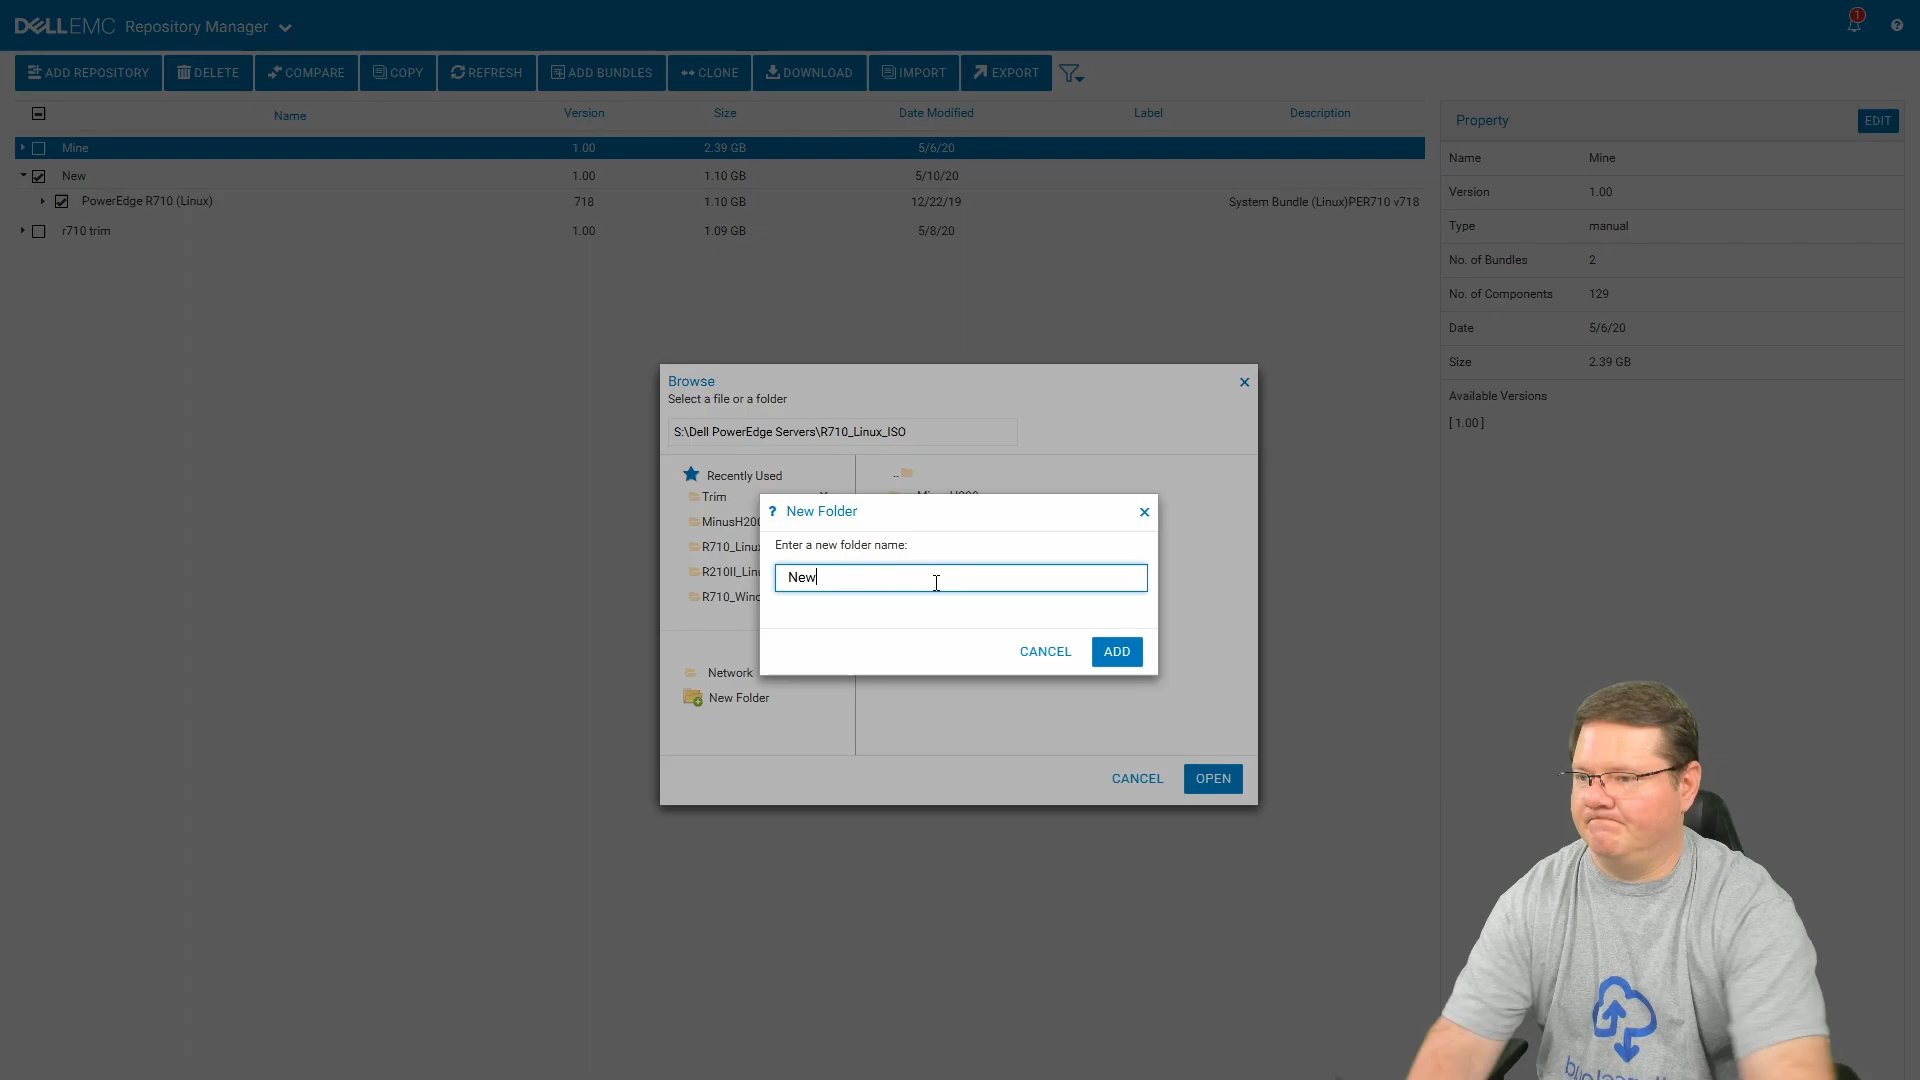 DELLEMC Repository Manager
1
ADD REPOSITORY DELETE COMPARE COPY REFRESH ADD BUNDLES CLONE DOWNLOAD IMPORT EXPORT
Name Version Size Date Modified Label Description
Mine 1.00 2.39 GB 5/6/20
New 1.00 1.10 GB 5/10/20
PowerEdge R710 (Linux) 718 1.10 GB 12/22/19 System Bundle (Linux)PER710 v718
r710 trim 1.00 1.09 GB 5/8/20
Property EDIT
Name Mine
Version 1.00
Type manual
No. of Bundles 2
No. of Components 129
Date 5/6/20
Size 2.39 GB
Available Versions
[ 1.00 ]
Browse
Select a file or a folder
S:\Dell PowerEdge Servers\R710_Linux_ISO
Recently Used
..
Trim
MinusH200
R710_Linu
R210II_Lin
R710_Winc
Network
New Folder
CANCEL OPEN
? New Folder
Enter a new folder name:
New
CANCEL ADD